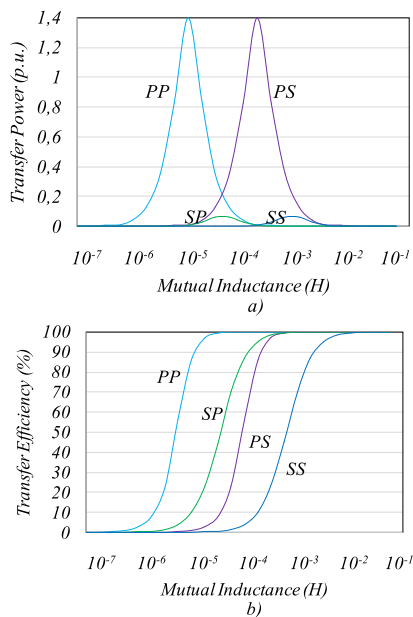 Transfer Power (p.u.)
1,4
1,2
1
0,8
0,6
0,4
0,2
0
PP
PS
SP
SS
10⁻⁷ 10⁻⁶ 10⁻⁵ 10⁻⁴ 10⁻³ 10⁻² 10⁻¹
Mutual Inductance (H)
a)
Transfer Efficiency (%)
100
90
80
70
60
50
40
30
20
10
0
PP
SP
PS
SS
10⁻⁷ 10⁻⁶ 10⁻⁵ 10⁻⁴ 10⁻³ 10⁻² 10⁻¹
Mutual Inductance (H)
b)